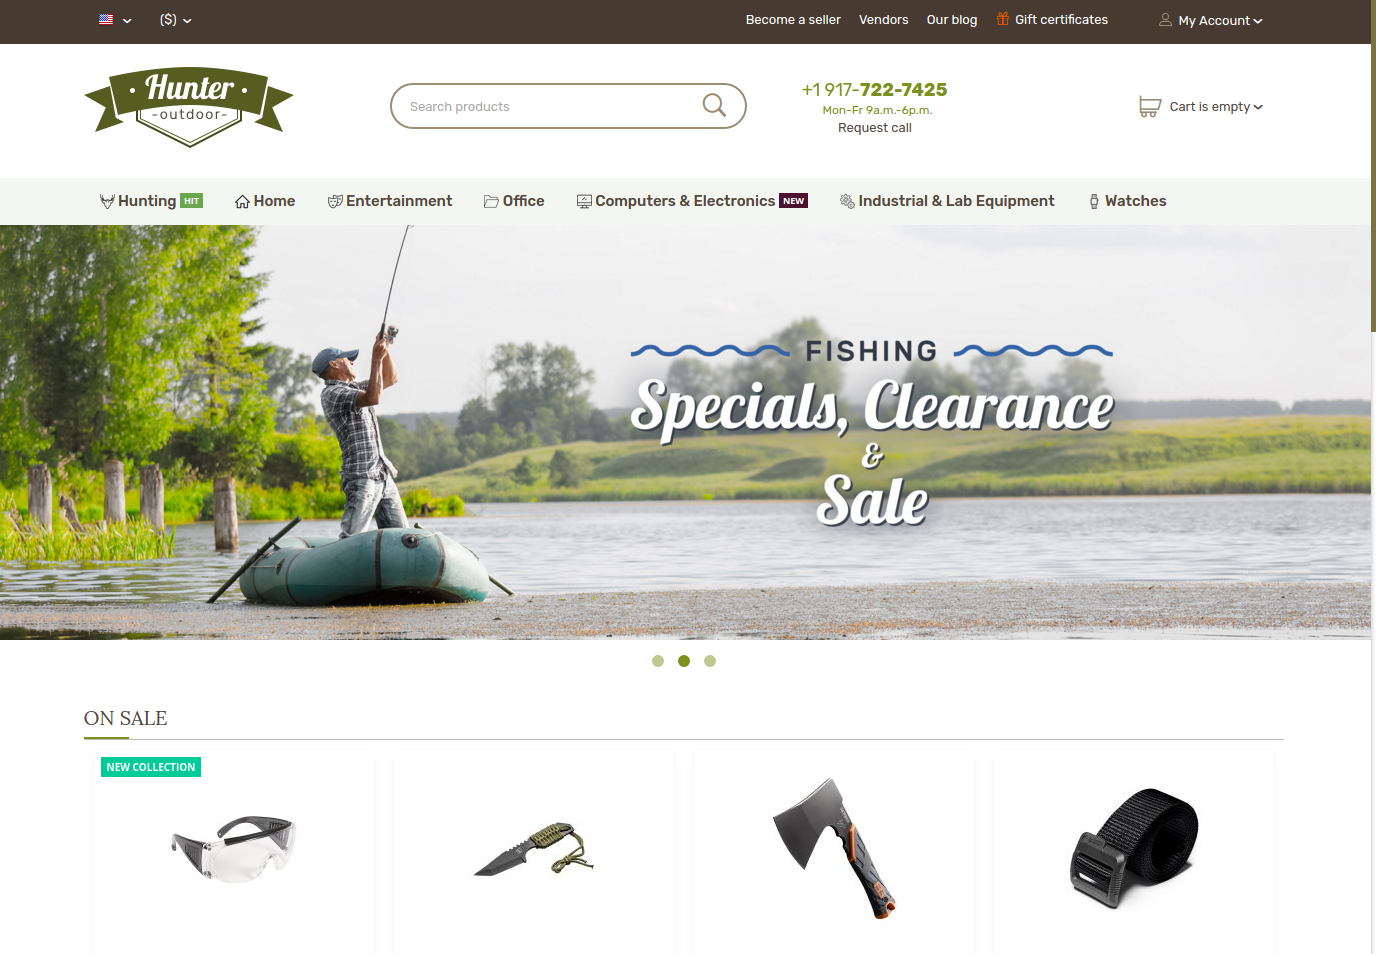 ($)
Become a seller
Vendors
Our blog
Gift certificates
My Account
Hunter
-outdoor-
Search products
+1 917-722-7425
Mon-Fr 9a.m.-6p.m.
Request call
Cart is empty
Hunting HIT
Home
Entertainment
Office
Computers & Electronics NEW
Industrial & Lab Equipment
Watches
FISHING
Specials, Clearance
&
Sale
ON SALE
NEW COLLECTION